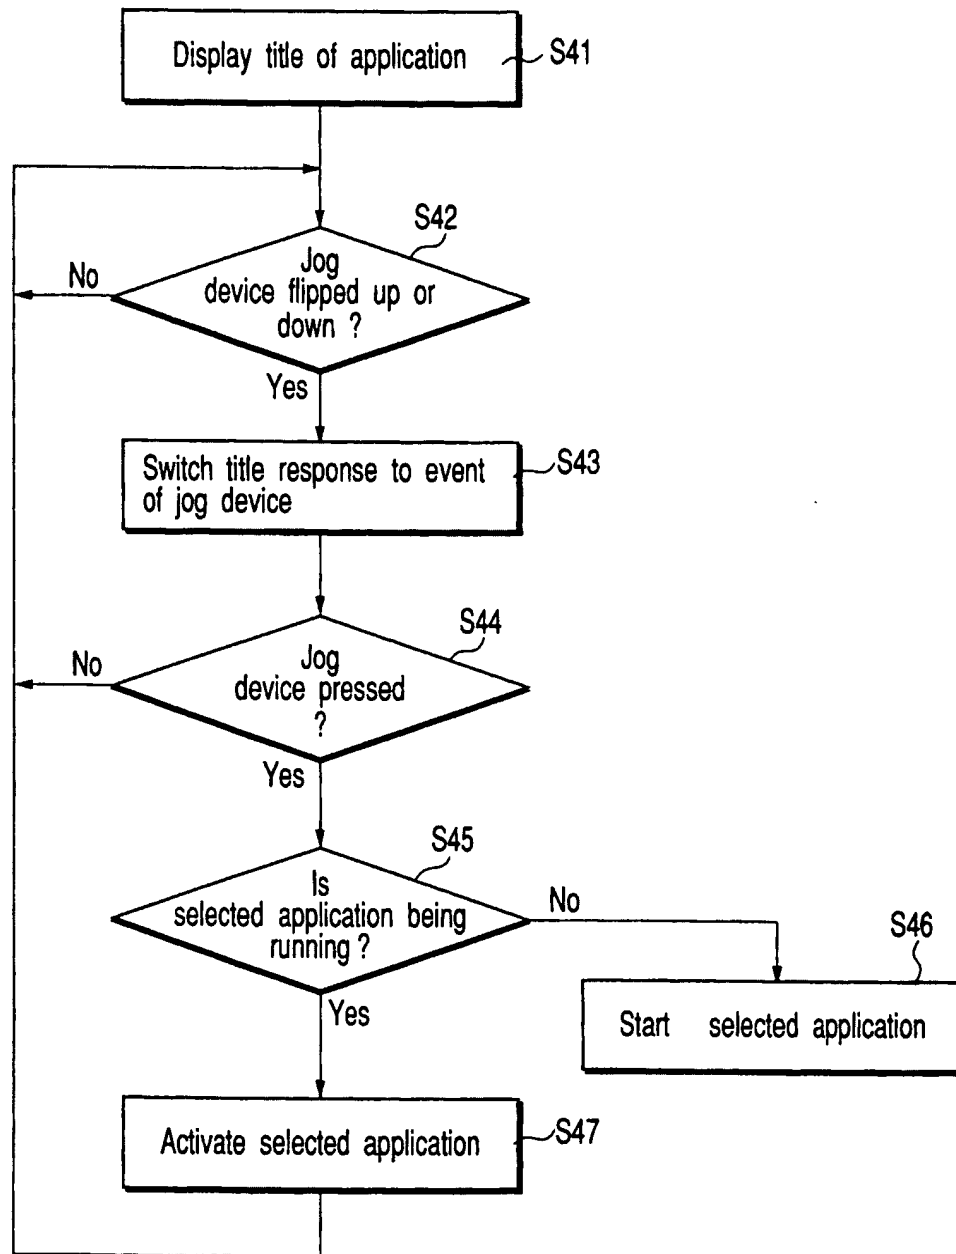 Display title of application
S41
S42
No
Jog
device flipped up or
down ?
Yes
Switch title response to event
of jog device
S43
S44
No
Jog
device pressed
?
Yes
S45
Is
selected application being
running ?
No
S46
Yes
Start selected application
Activate selected application
S47